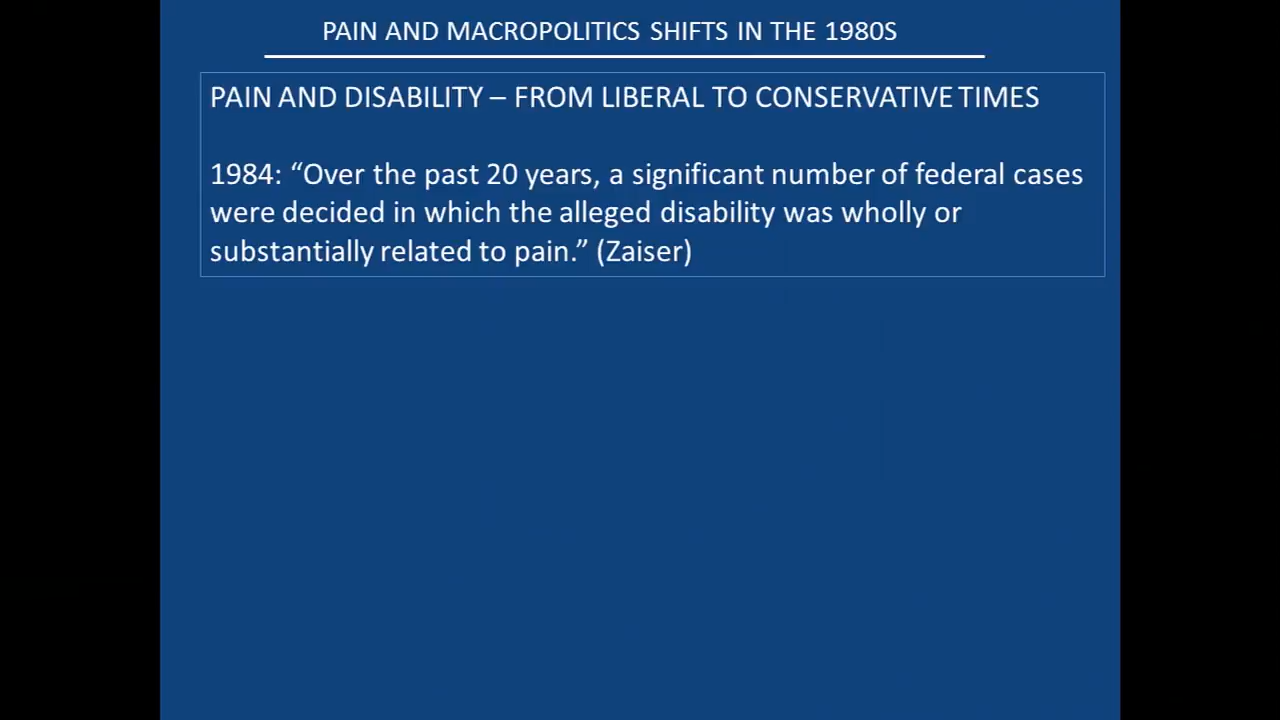 PAIN AND MACROPOLITICS SHIFTS IN THE 1980S
PAIN AND DISABILITY – FROM LIBERAL TO CONSERVATIVE TIMES
1984: “Over the past 20 years, a significant number of federal cases
were decided in which the alleged disability was wholly or
substantially related to pain.” (Zaiser)